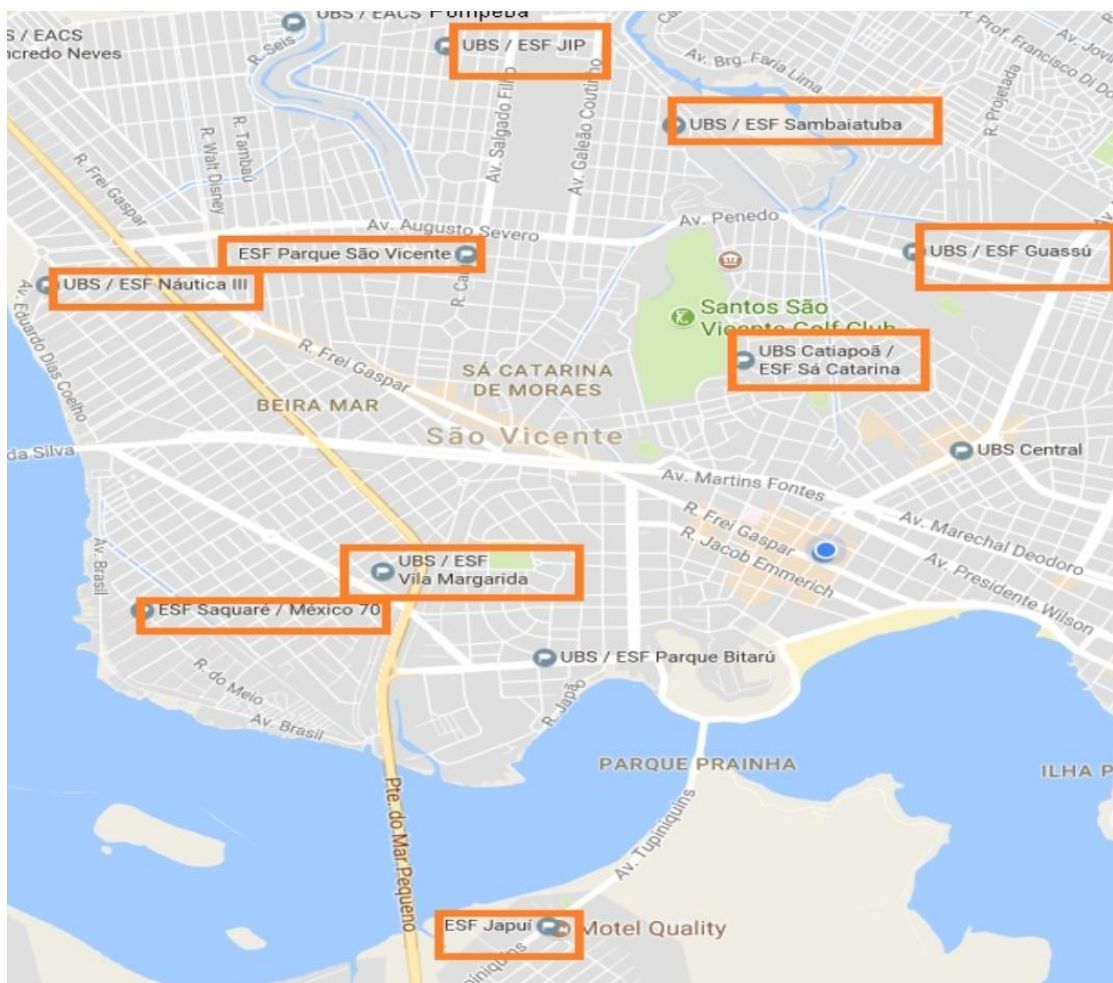 UBS / EACS Pompeba
S / EACS
ncredo Neves
UBS / ESF JIP
R. Seis
Av. Brg. Faria Lima
R. Prof. Francisco Di Do
Av. Jovin
R. Projetada
UBS / ESF Sambaiatuba
R. Tambaú
R. Walt Disney
Av. Salgado Filho
Av. Galeão Coutinho
R. Frei Gaspar
Av. Augusto Severo
Av. Penedo
ESF Parque São Vicente
UBS / ESF Guassú
UBS / ESF Náutica III
R. Ca
Av. Eduardo Dias Coelho
Santos São
Vicente Golf Club
R. Frei Gaspar
UBS Catiapoã /
ESF Sá Catarina
SÁ CATARINA
DE MORAES
BEIRA MAR
São Vicente
da Silva
UBS Central
Av. Martins Fontes
R. Frei Gaspar
R. Jacob Emmerich
Av. Marechal Deodoro
Av. Presidente Wilson
Av. Brasil
UBS / ESF
Vila Margarida
ESF Saquaré / México 70
UBS / ESF Parque Bitarú
R. do Meio
R. Japão
Av. Brasil
PARQUE PRAINHA
ILHA P
Pte. do Mar Pequeno
Av. Tupiniquins
ESF Japuí
Motel Quality
piniquins